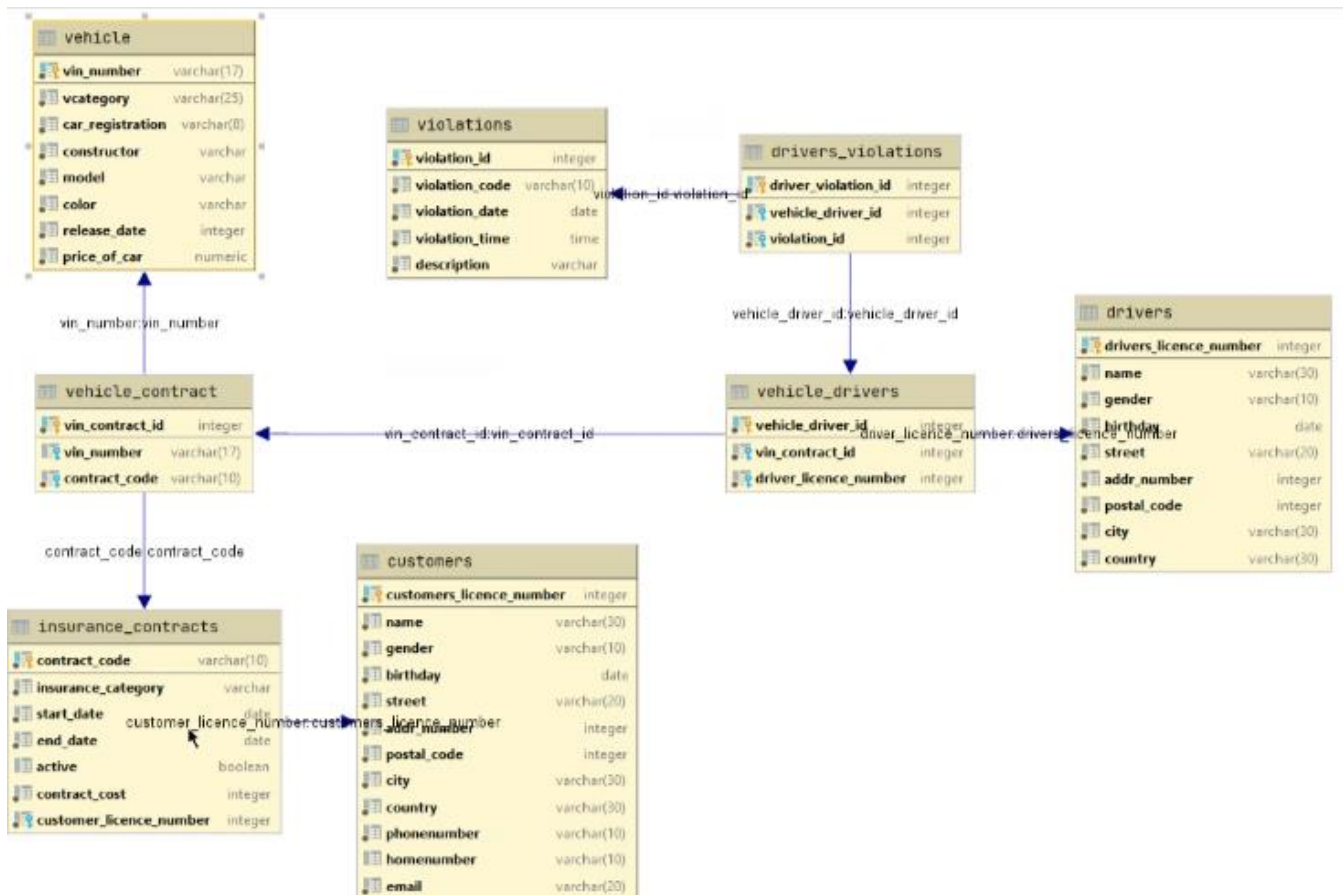 vehicle
vin_number varchar(17)
vcategory varchar(25)
car_registration varchar(8)
constructor varchar
model varchar
color varchar
release_date integer
price_of_car numeric
violations
violation_id integer
violation_code varchar(10)
violation_date date
violation_time time
description varchar
violation_id:violation_id
drivers_violations
driver_violation_id integer
vehicle_driver_id integer
violation_id integer
vin_number:vin_number
vehicle_driver_id:vehicle_driver_id
drivers
drivers_licence_number integer
name varchar(30)
gender varchar(10)
birthday date
street varchar(20)
addr_number integer
postal_code integer
city varchar(30)
country varchar(30)
vehicle_contract
vin_contract_id integer
vin_number varchar(17)
contract_code varchar(10)
vin_contract_id:vin_contract_id
vehicle_drivers
vehicle_driver_id integer
vin_contract_id integer
driver_licence_number integer
driver_licence_number:drivers_licence_number
contract_code:contract_code
customers
customers_licence_number integer
name varchar(30)
gender varchar(10)
birthday date
street varchar(20)
addr_number integer
postal_code integer
city varchar(30)
country varchar(30)
phonenumber varchar(10)
homenumber varchar(10)
email varchar(20)
insurance_contracts
contract_code varchar(10)
insurance_category varchar
start_date date
end_date date
active boolean
contract_cost integer
customer_licence_number integer
customer_licence_number:customers_licence_number